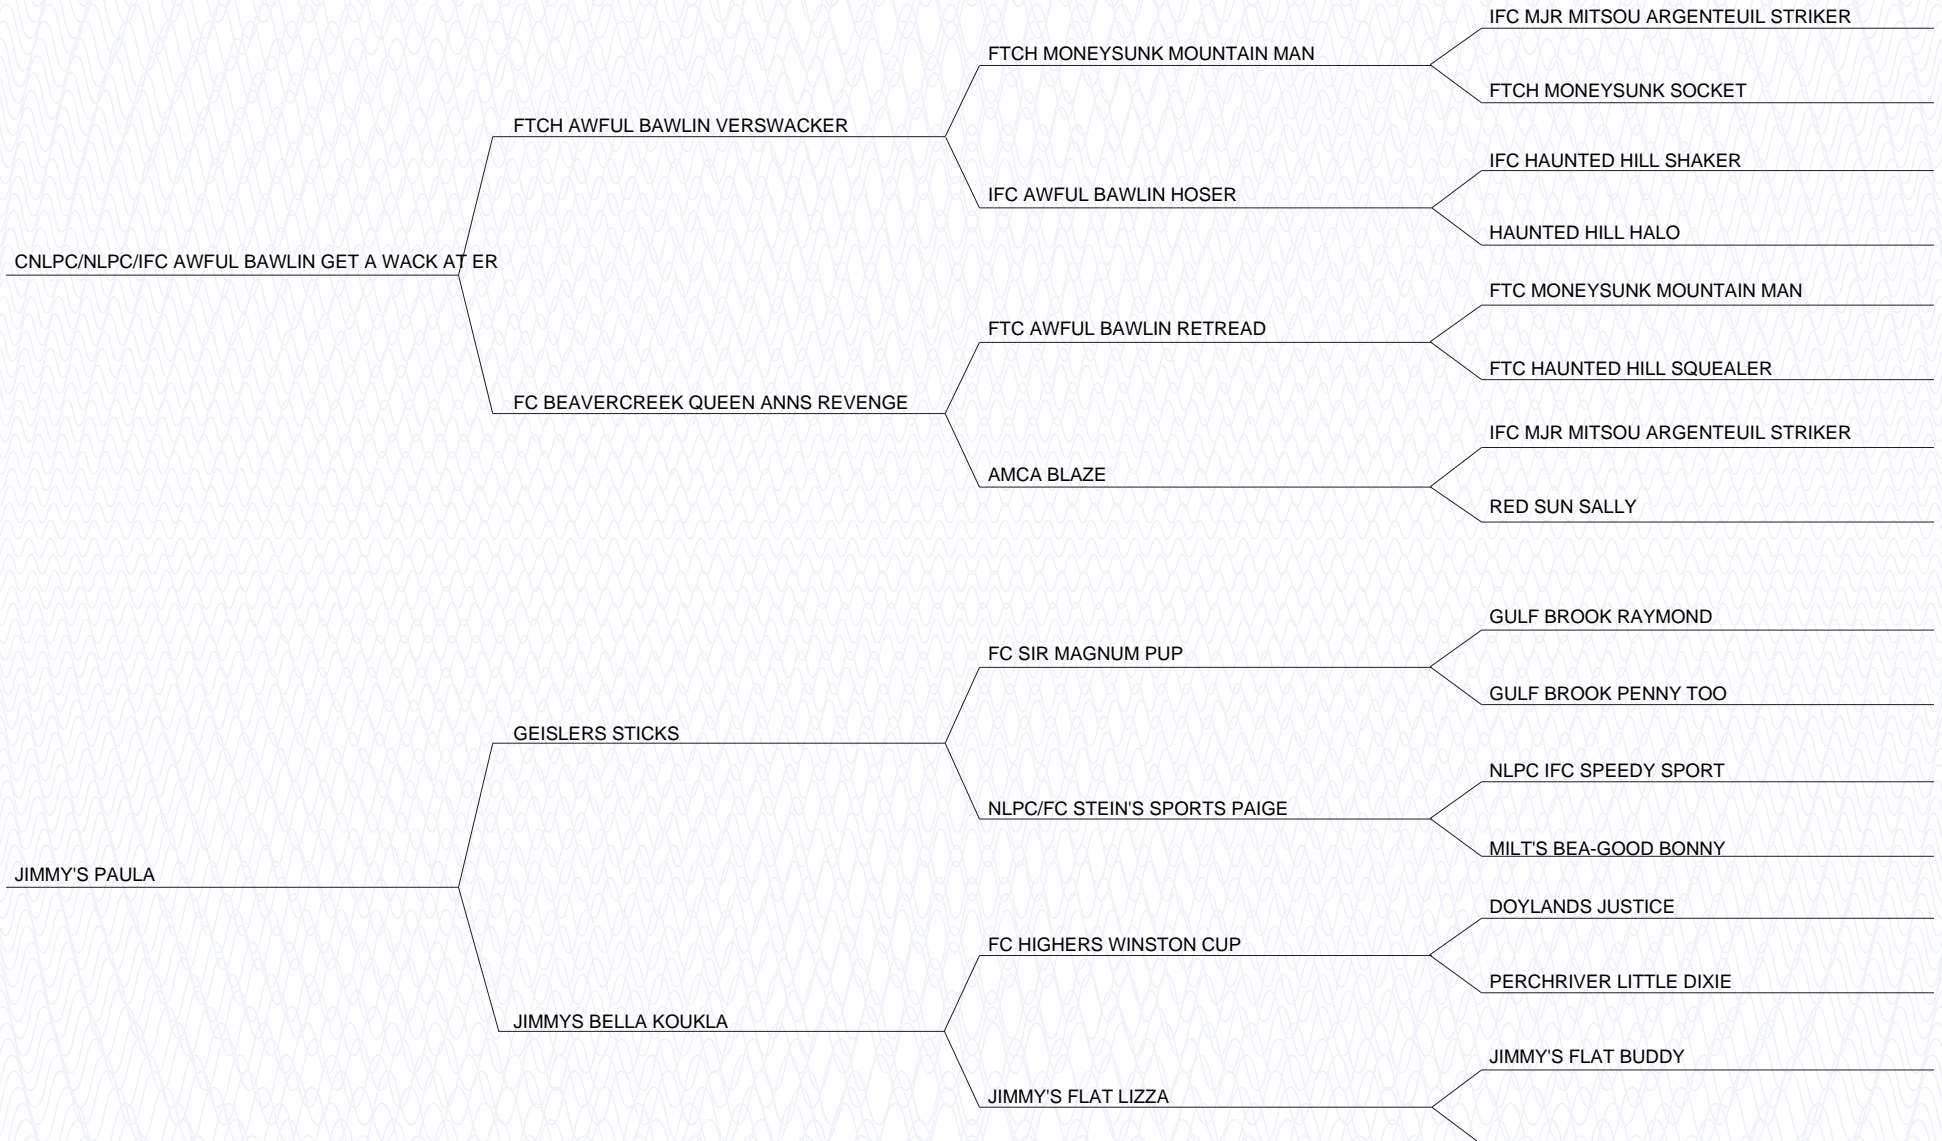 IFC MJR MITSOU ARGENTEUIL STRIKER
FTCH MONEYSUNK MOUNTAIN MAN
FTCH MONEYSUNK SOCKET
FTCH AWFUL BAWLIN VERSWACKER
IFC HAUNTED HILL SHAKER
IFC AWFUL BAWLIN HOSER
HAUNTED HILL HALO
CNLPC/NLPC/IFC AWFUL BAWLIN GET A WACK AT ER
FTC MONEYSUNK MOUNTAIN MAN
FTC AWFUL BAWLIN RETREAD
FTC HAUNTED HILL SQUEALER
FC BEAVERCREEK QUEEN ANNS REVENGE
IFC MJR MITSOU ARGENTEUIL STRIKER
AMCA BLAZE
RED SUN SALLY
GULF BROOK RAYMOND
FC SIR MAGNUM PUP
GULF BROOK PENNY TOO
GEISLERS STICKS
NLPC IFC SPEEDY SPORT
NLPC/FC STEIN'S SPORTS PAIGE
MILT'S BEA-GOOD BONNY
JIMMY'S PAULA
DOYLANDS JUSTICE
FC HIGHERS WINSTON CUP
PERCHRIVER LITTLE DIXIE
JIMMYS BELLA KOUKLA
JIMMY'S FLAT BUDDY
JIMMY'S FLAT LIZZA